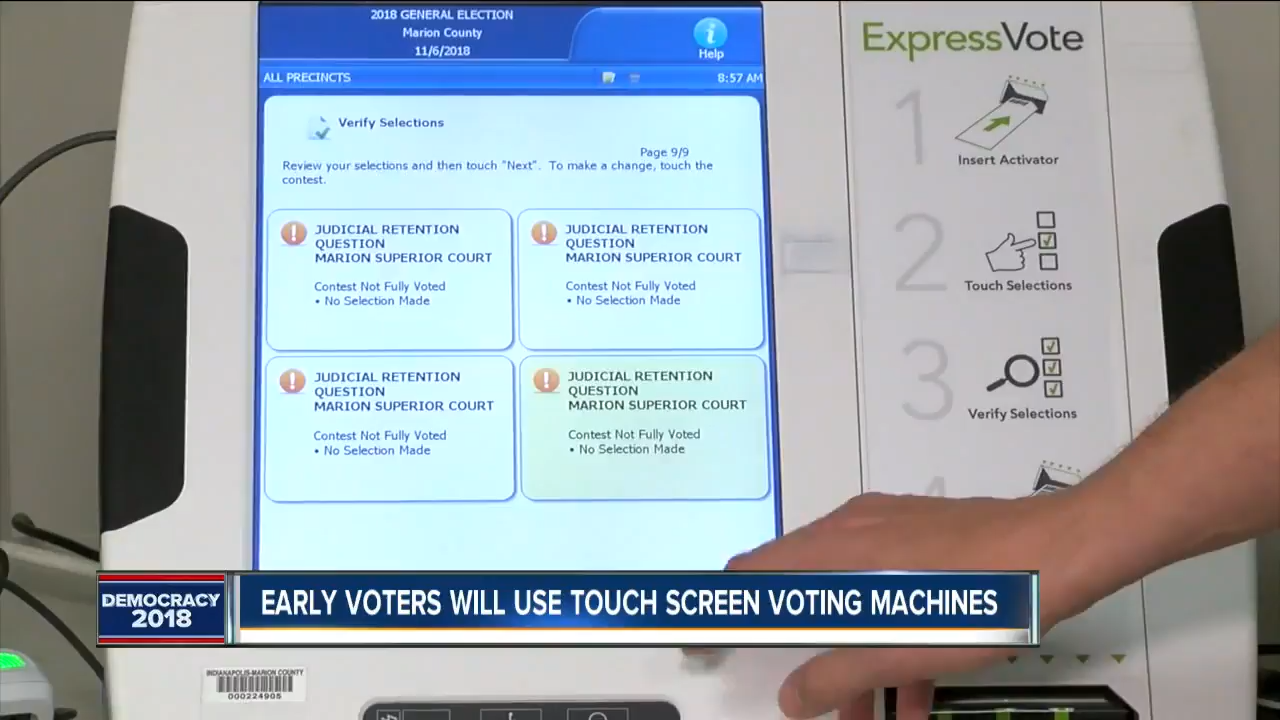 2018 GENERAL ELECTION
Marion County
11/6/2018
Help
ALL PRECINCTS
8:57 AM
Verify Selections
Page 9/9
Review your selections and then touch "Next". To make a change, touch the
contest.
JUDICIAL RETENTION
QUESTION
MARION SUPERIOR COURT
Contest Not Fully Voted
• No Selection Made
JUDICIAL RETENTION
QUESTION
MARION SUPERIOR COURT
Contest Not Fully Voted
• No Selection Made
JUDICIAL RETENTION
QUESTION
MARION SUPERIOR COURT
Contest Not Fully Voted
• No Selection Made
JUDICIAL RETENTION
QUESTION
MARION SUPERIOR COURT
Contest Not Fully Voted
• No Selection Made
ExpressVote
1
Insert Activator
2
Touch Selections
3
Verify Selections
DEMOCRACY
2018
EARLY VOTERS WILL USE TOUCH SCREEN VOTING MACHINES
INDIANAPOLIS-MARION COUNTY
000224905